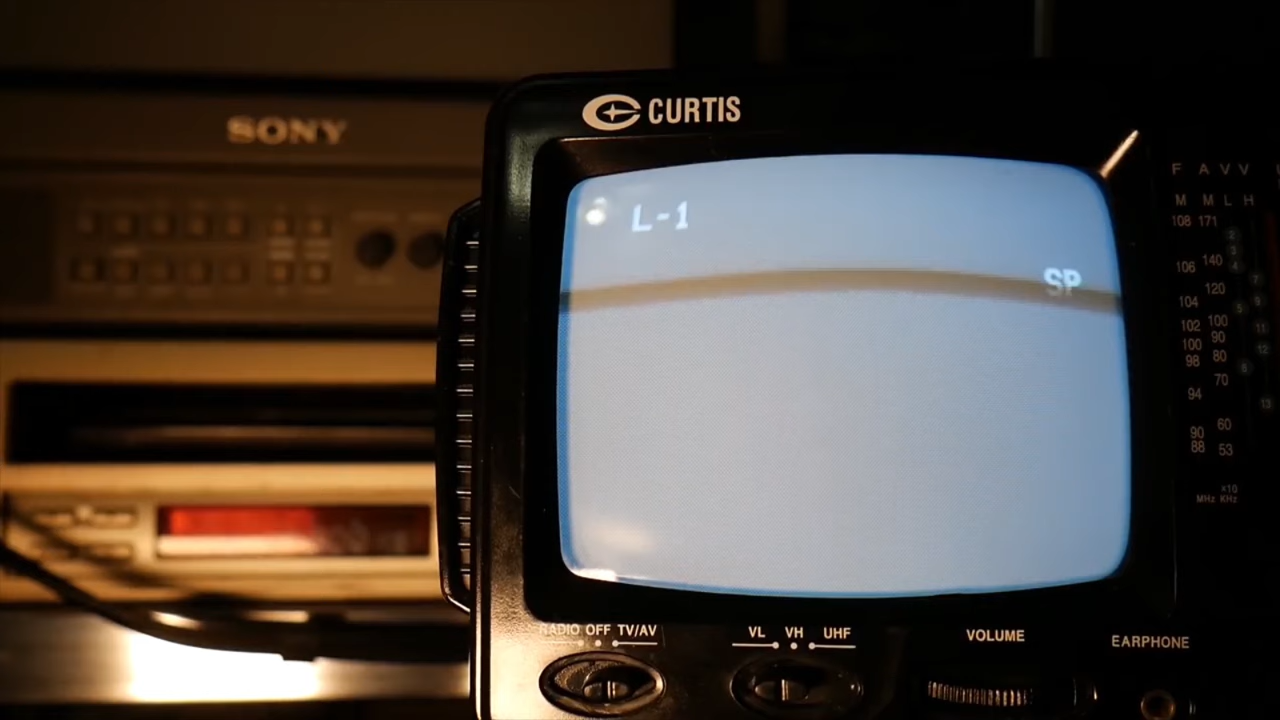 SONY
CURTIS
L-1
SP
F A V V
M M L H
108 171
106 140
120
104
102 100
90
100
98 80
70
94
60
90
88 53
x10
MHz KHz
RADIO OFF TV/AV
VL VH UHF
VOLUME
EARPHONE